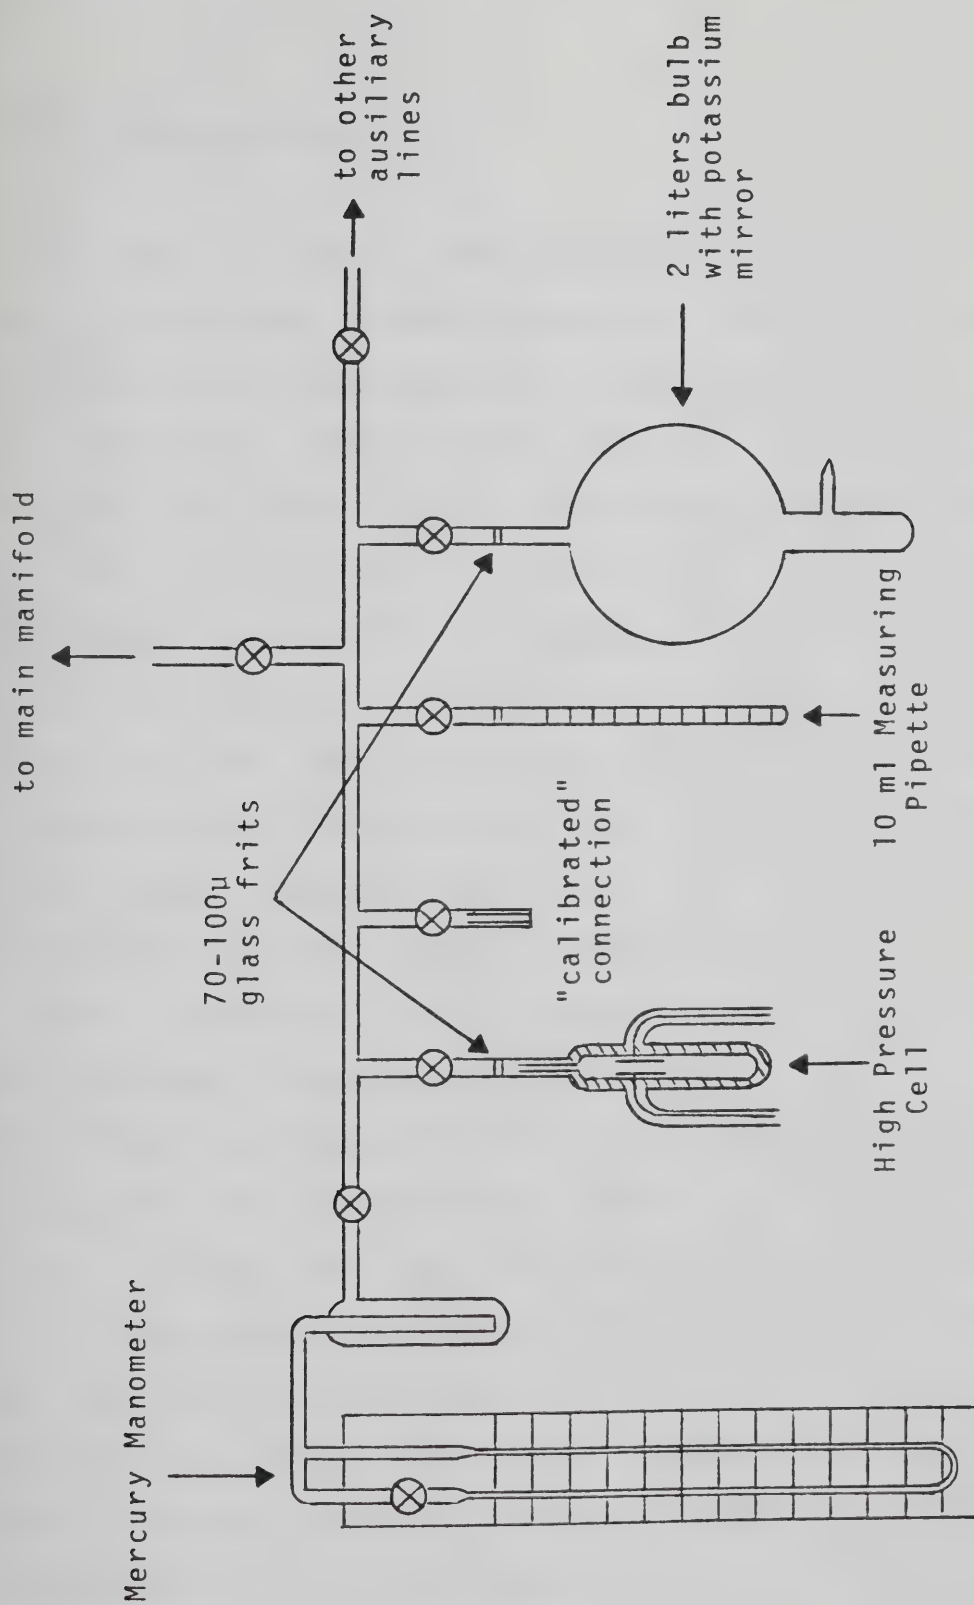 to main manifold
to other
ausiliary
lines
70-100μ
glass frits
Mercury Manometer
2 liters bulb
with potassium
mirror
"calibrated"
connection
High Pressure
Cell
10 ml Measuring
Pipette